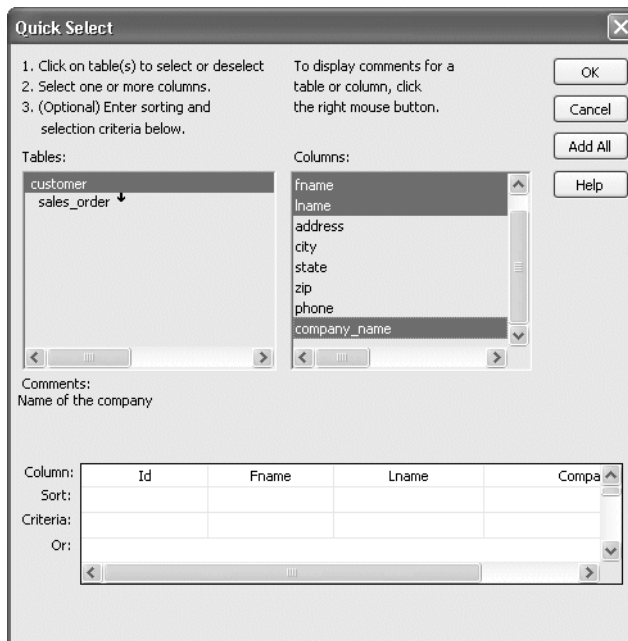 Quick Select
1. Click on table(s) to select or deselect
2. Select one or more columns.
3. (Optional) Enter sorting and
selection criteria below.
To display comments for a
table or column, click
the right mouse button.
OK
Cancel
Add All
Help
Tables:
customer
sales_order
Columns:
fname
lname
address
city
state
zip
phone
company_name
Comments:
Name of the company
Column: Id Fname Lname Compa
Sort:
Criteria:
Or: